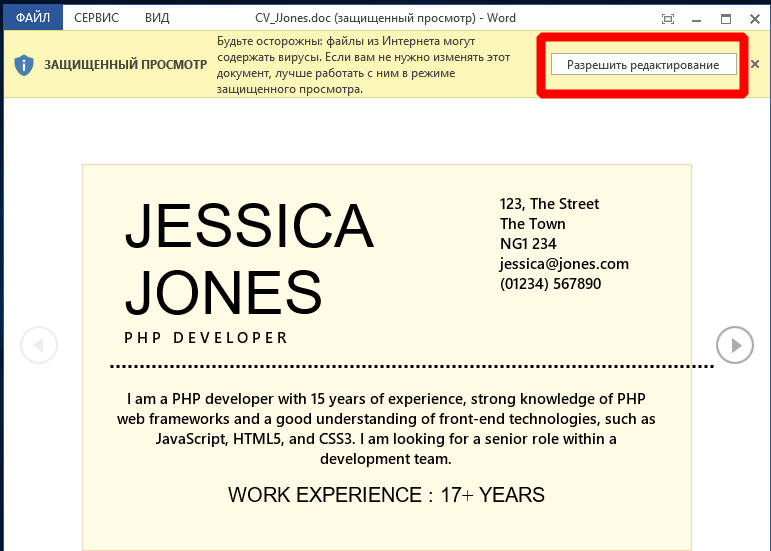 ФАЙЛ СЕРВИС ВИД CV_JJones.doc (защищенный просмотр) - Word
ЗАЩИЩЕННЫЙ ПРОСМОТР
Будьте осторожны: файлы из Интернета могут
содержать вирусы. Если вам не нужно изменять этот
документ, лучше работать с ним в режиме
защищенного просмотра.
Разрешить редактирование
JESSICA
JONES
PHP DEVELOPER
123, The Street
The Town
NG1 234
jessica@jones.com
(01234) 567890
I am a PHP developer with 15 years of experience, strong knowledge of PHP
web frameworks and a good understanding of front-end technologies, such as
JavaScript, HTML5, and CSS3. I am looking for a senior role within a
development team.
WORK EXPERIENCE : 17+ YEARS